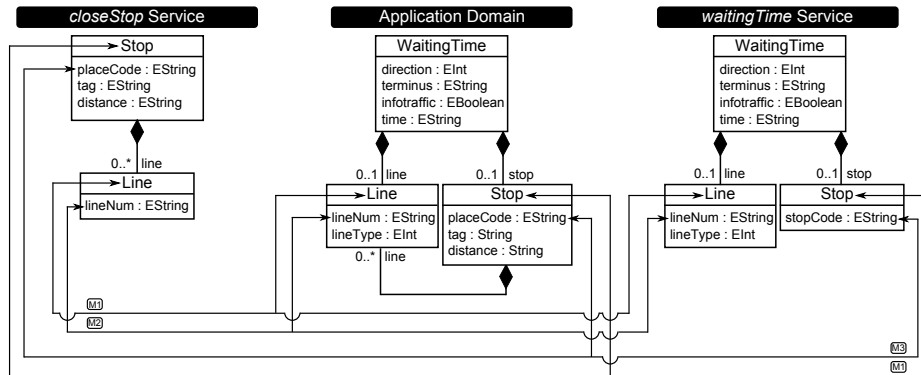 closeStop Service
Application Domain
waitingTime Service
Stop
placeCode : EString
tag : EString
distance : EString
0..* line
Line
lineNum : EString
WaitingTime
direction : EInt
terminus : EString
infotraffic : EBoolean
time : EString
0..1 line
0..1 stop
Line
lineNum : EString
lineType : EInt
0..* line
Stop
placeCode : EString
tag : String
distance : String
WaitingTime
direction : EInt
terminus : EString
infotraffic : EBoolean
time : EString
0..1 line
0..1 stop
Line
lineNum : EString
lineType : EInt
Stop
stopCode : EString
M1
M2
M3
M1